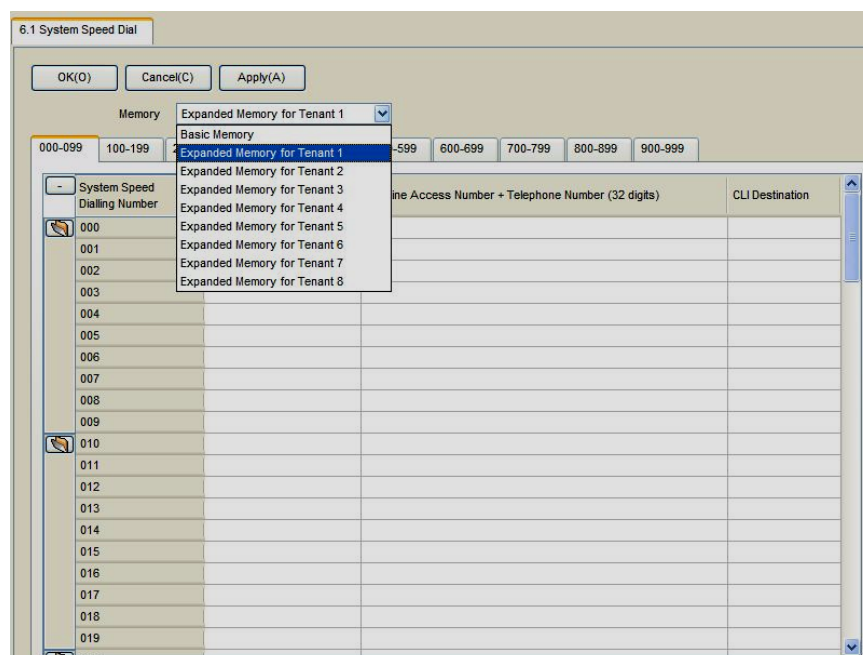 6.1 System Speed Dial
OK(O) Cancel(C) Apply(A)
Memory Expanded Memory for Tenant 1
Basic Memory
Expanded Memory for Tenant 1
Expanded Memory for Tenant 2
Expanded Memory for Tenant 3
Expanded Memory for Tenant 4
Expanded Memory for Tenant 5
Expanded Memory for Tenant 6
Expanded Memory for Tenant 7
Expanded Memory for Tenant 8
000-099 100-199 -599 600-699 700-799 800-899 900-999
- System Speed
Dialling Number
ine Access Number + Telephone Number (32 digits) CLI Destination
000
001
002
003
004
005
006
007
008
009
010
011
012
013
014
015
016
017
018
019